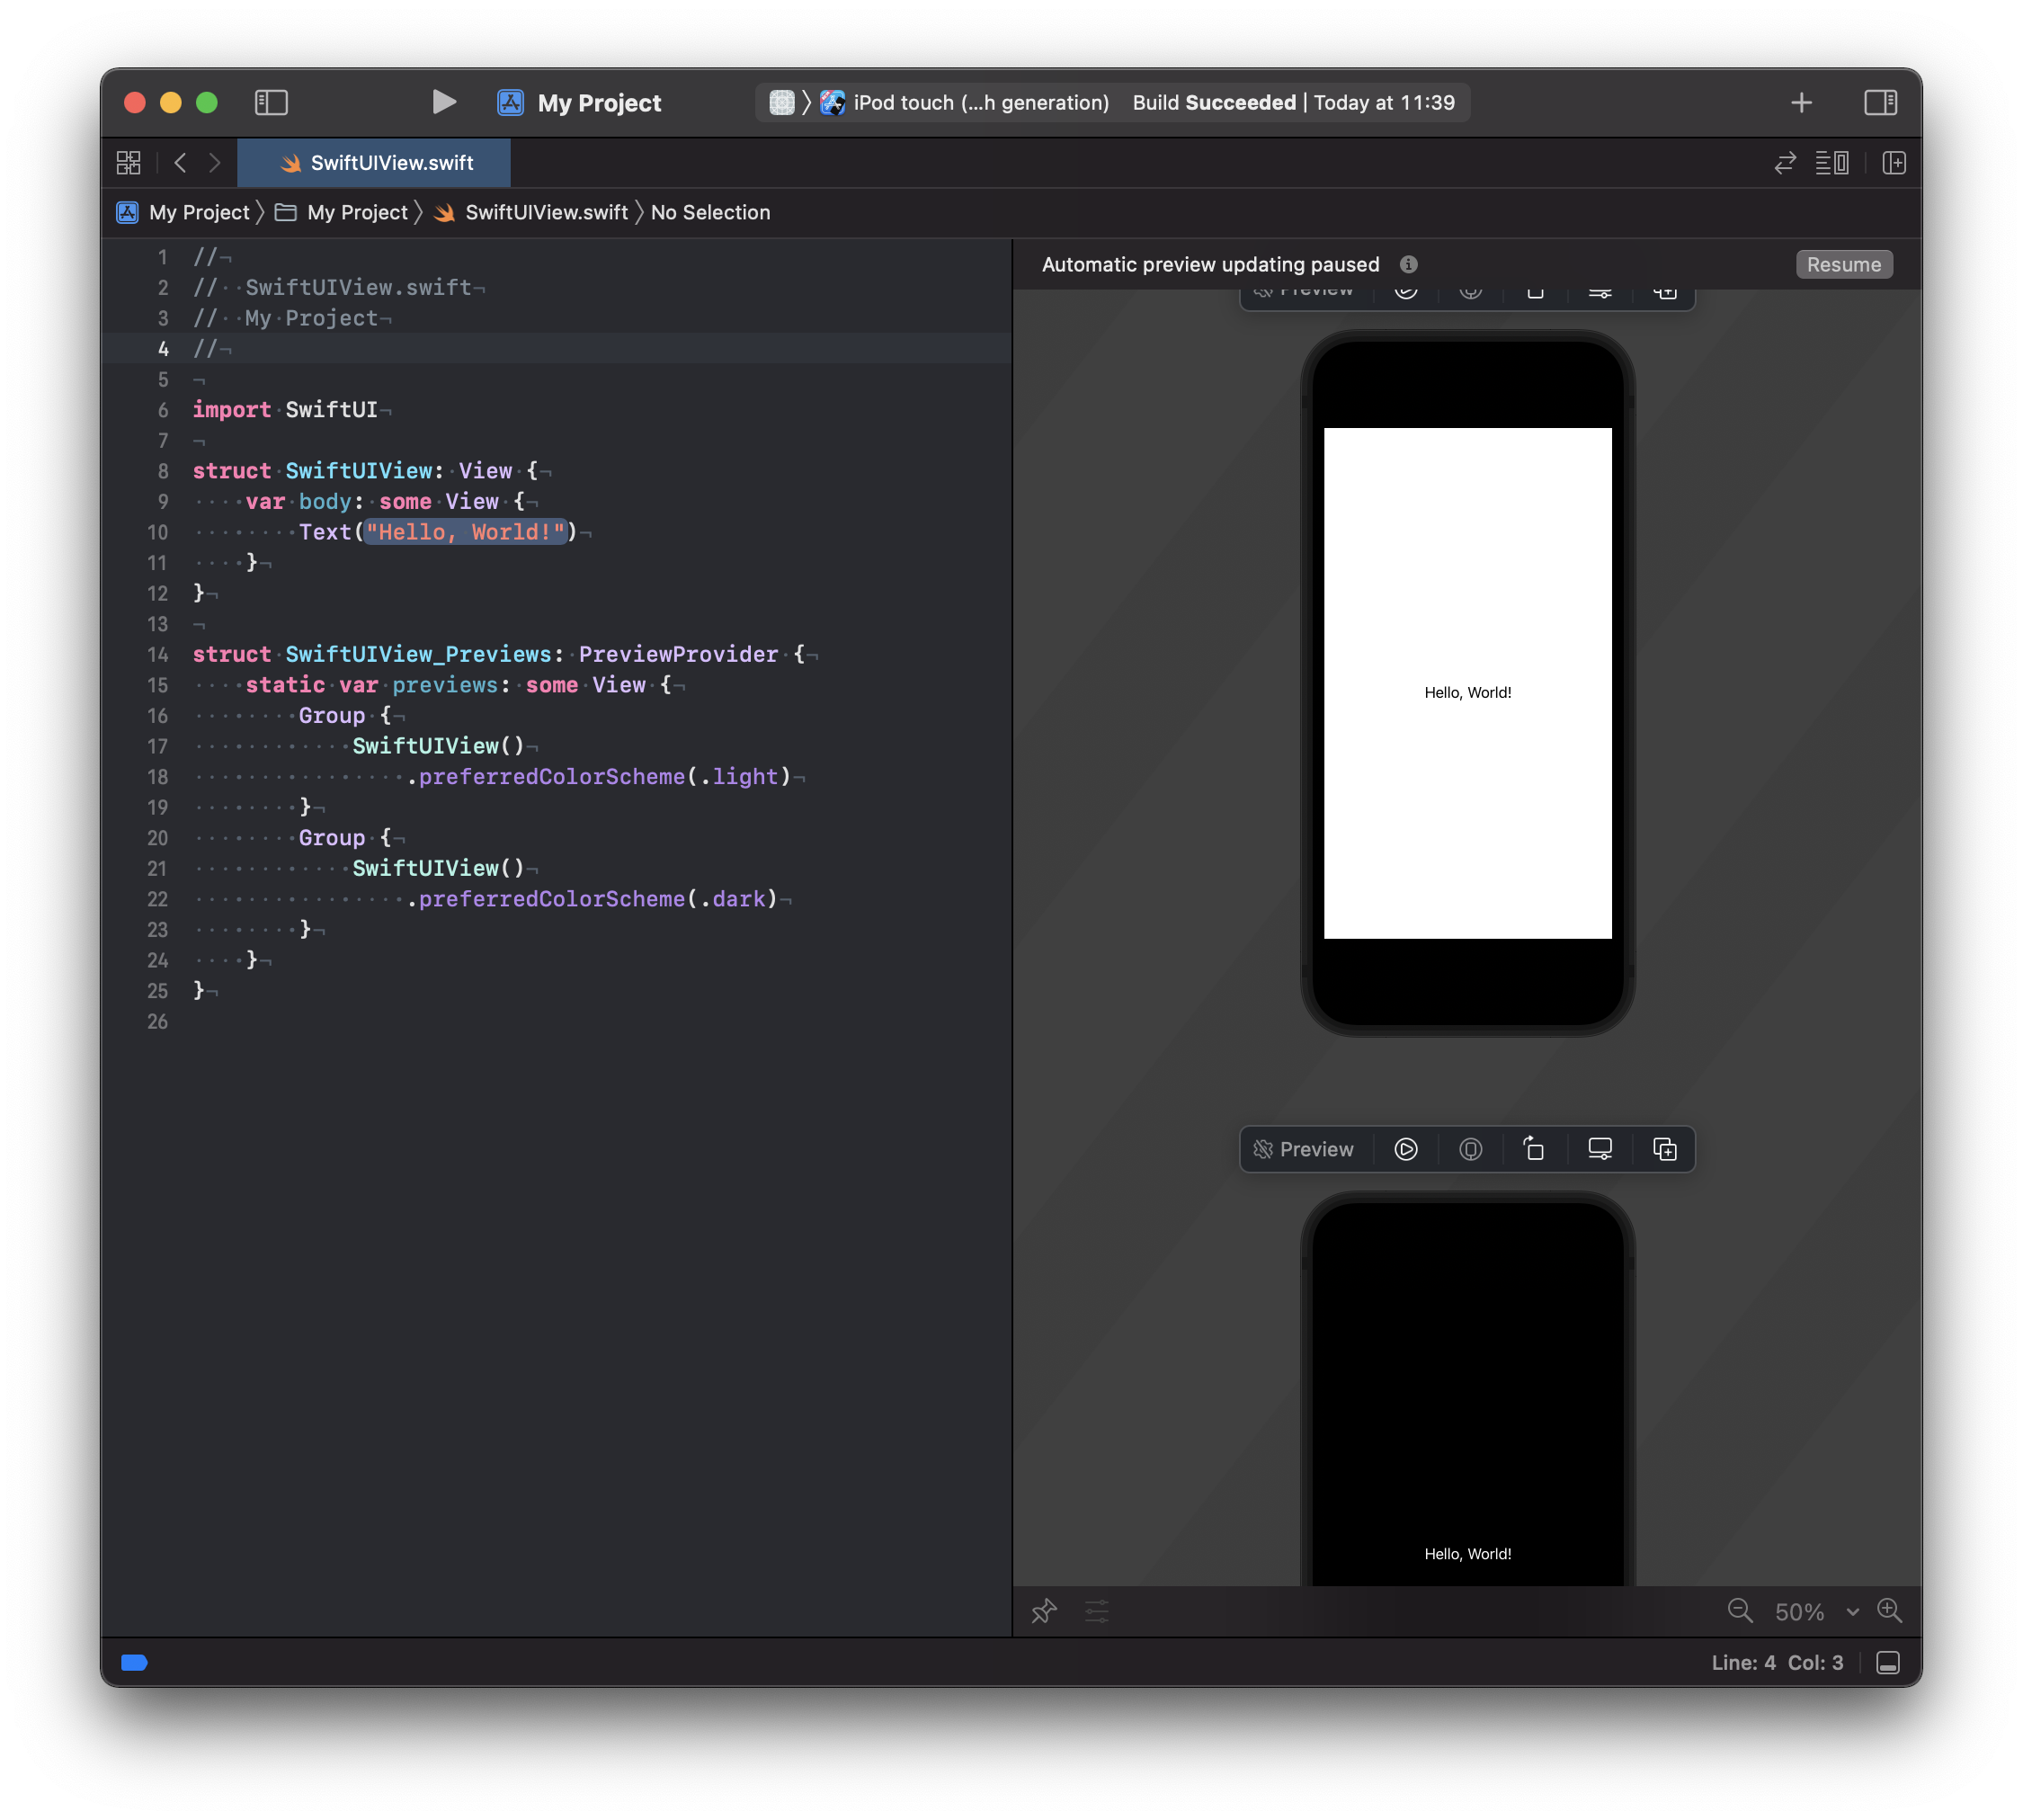 My Project
iPod touch (...h generation) Build Succeeded | Today at 11:39
SwiftUIView.swift
My Project My Project SwiftUIView.swift No Selection
1 //
2 //  SwiftUIView.swift
3 //  My Project
4 //
5
6 import SwiftUI
7
8 struct SwiftUIView: View {
9     var body: some View {
10         Text("Hello, World!")
11     }
12 }
13
14 struct SwiftUIView_Previews: PreviewProvider {
15     static var previews: some View {
16         Group {
17             SwiftUIView()
18                 .preferredColorScheme(.light)
19         }
20         Group {
21             SwiftUIView()
22                 .preferredColorScheme(.dark)
23         }
24     }
25 }
26
Automatic preview updating paused
Resume
Preview
Hello, World!
Preview
Hello, World!
50%
Line: 4 Col: 3